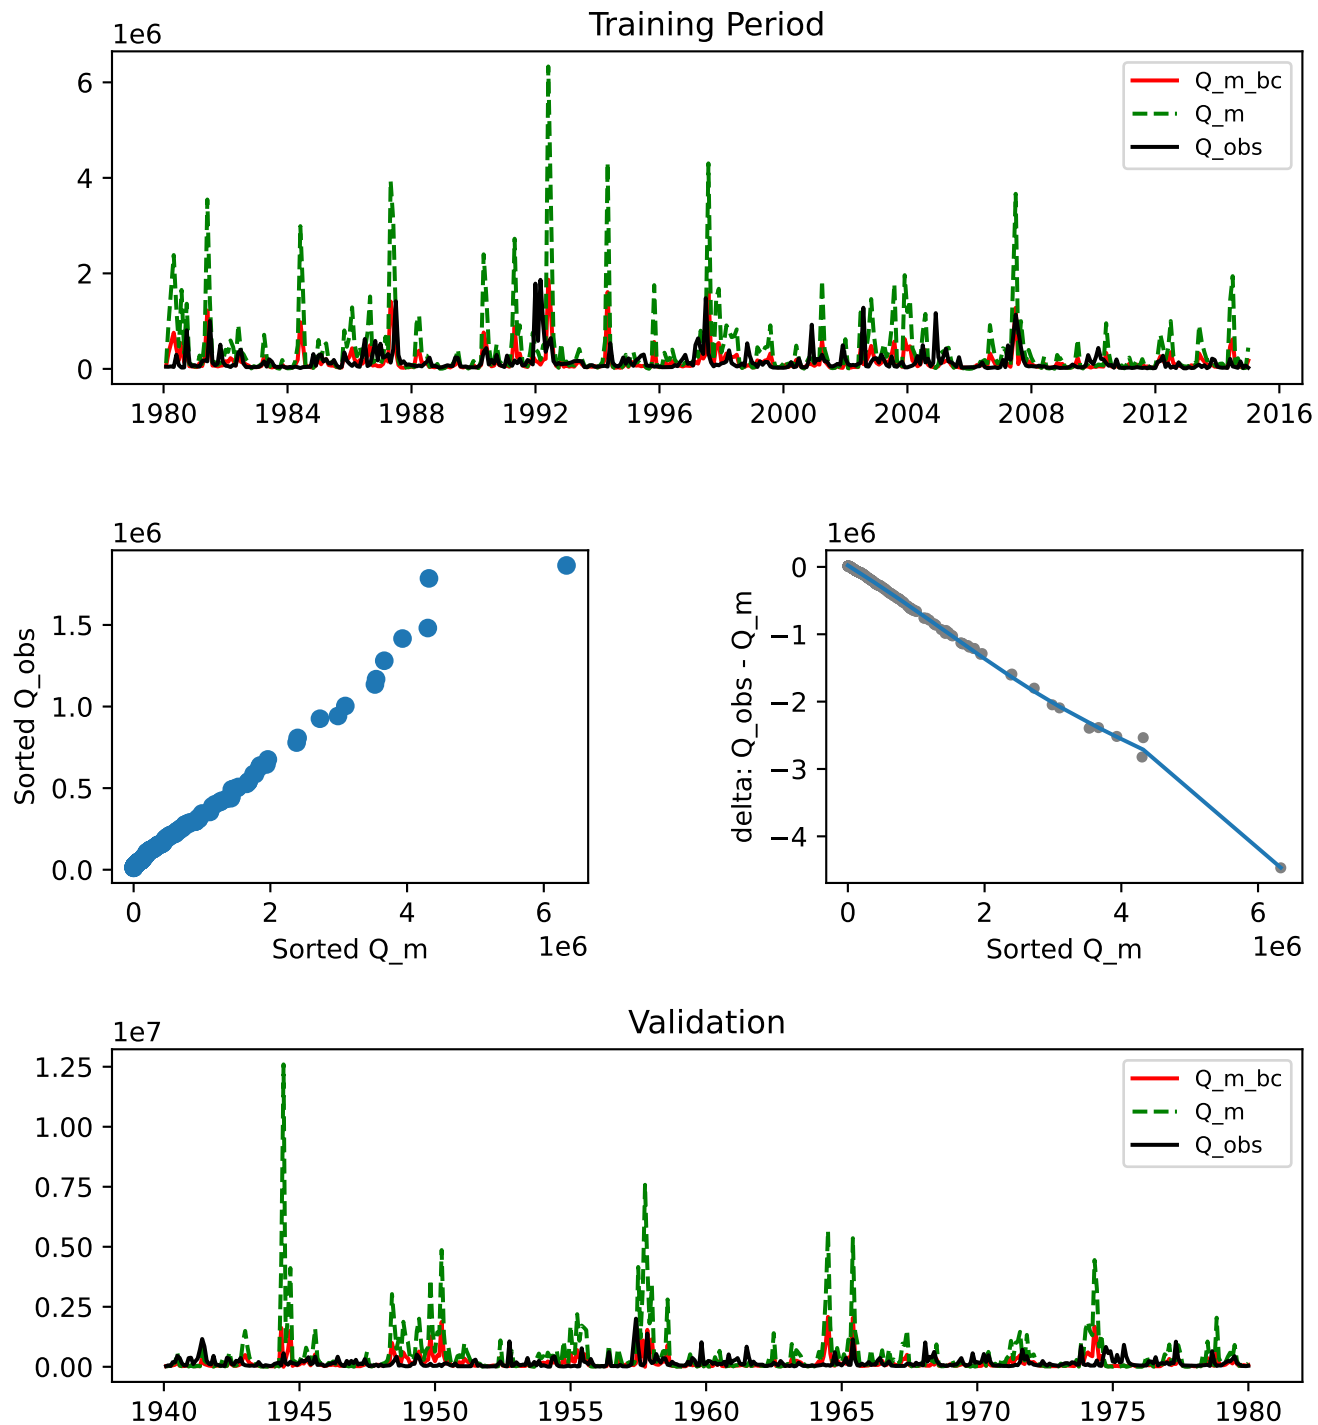 Training Period
1e6
6
4
2
0
Q_m_bc
Q_m
Q_obs
1980 1984 1988 1992 1996 2000 2004 2008 2012 2016
1e6
1.5
1.0
0.5
0.0
Sorted Q_obs
0 2 4 6
1e6
Sorted Q_m
1e6
0
−1
−2
−3
−4
delta: Q_obs - Q_m
0 2 4 6
1e6
Sorted Q_m
Validation
1e7
1.25
1.00
0.75
0.50
0.25
0.00
Q_m_bc
Q_m
Q_obs
1940 1945 1950 1955 1960 1965 1970 1975 1980